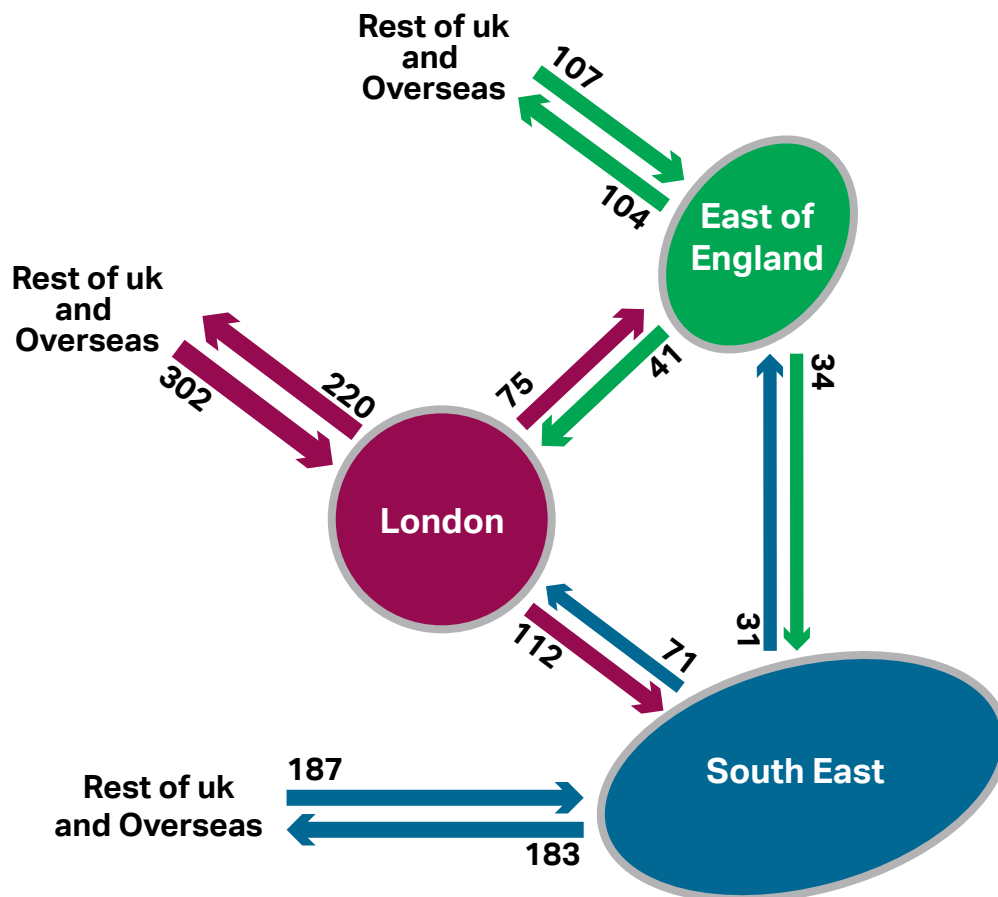 Rest of uk
and
Overseas
107
104
East of
England
Rest of uk
and
Overseas
302
220
75
41
34
London
112
71
31
South East
187
Rest of uk
and Overseas
183